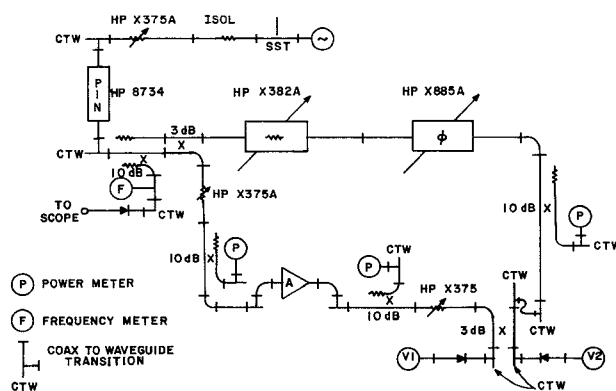 HP X375A
ISOL
CTW
SST
~
PIN
HP 8734
HP X382A
HP X885A
φ
3 dB
CTW
X
10 dB
X
F
HP X375A
TO
SCOPE
CTW
10 dB
X
P
CTW
10 dB
X
P
CTW
P
A
CTW
P
X
10 dB
HP X375
CTW
CTW
3 dB
X
V1
V2
CTW
P POWER METER
F FREQUENCY METER
COAX TO WAVEGUIDE
TRANSITION
CTW